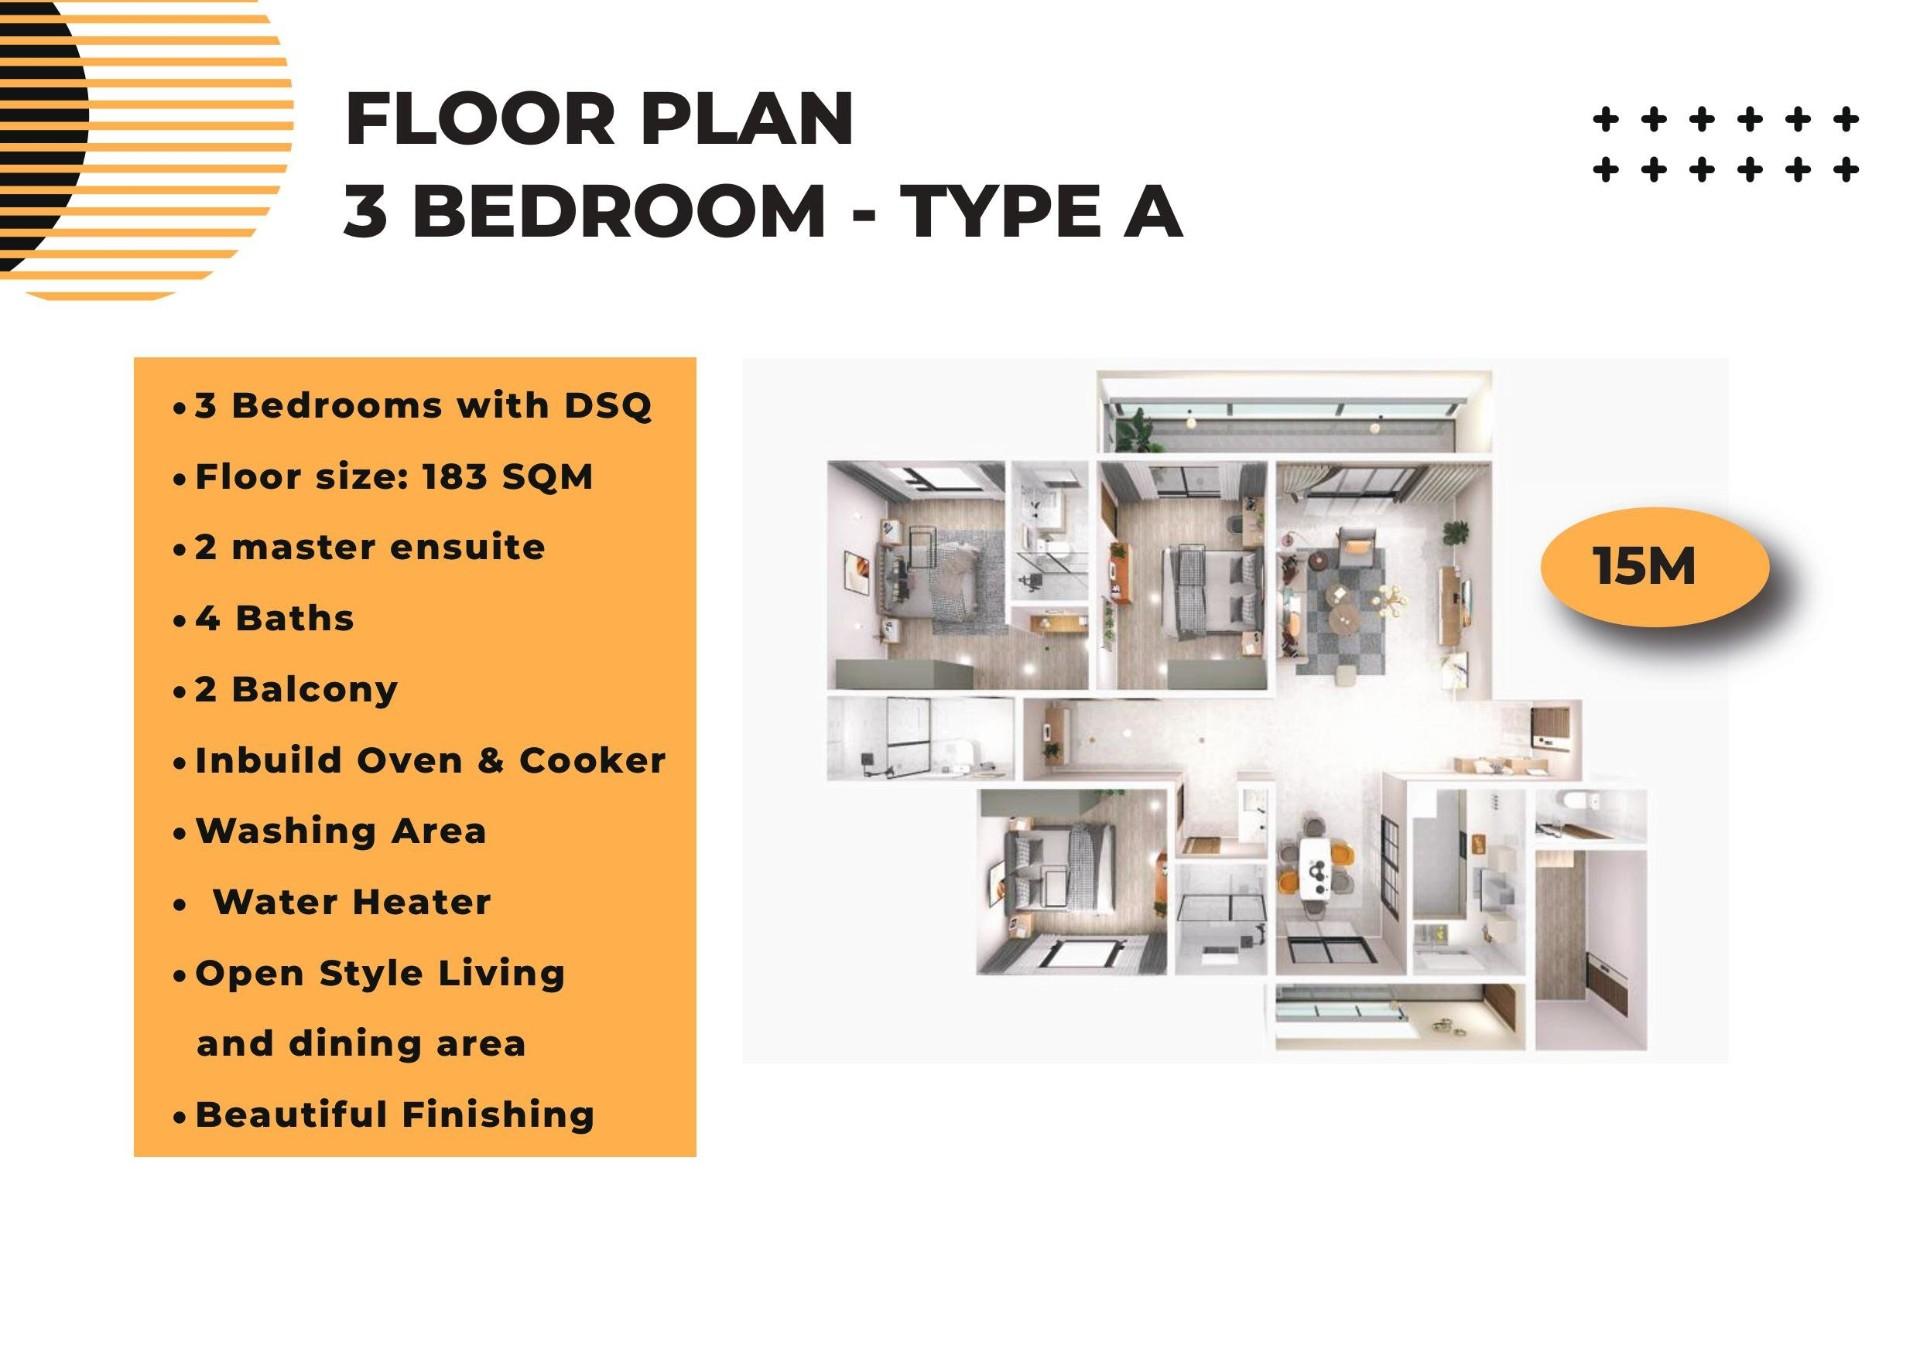 FLOOR PLAN
3 BEDROOM - TYPE A
• 3 Bedrooms with DSQ
• Floor size: 183 SQM
• 2 master ensuite
• 4 Baths
• 2 Balcony
• Inbuild Oven & Cooker
• Washing Area
• Water Heater
• Open Style Living
and dining area
• Beautiful Finishing
15M